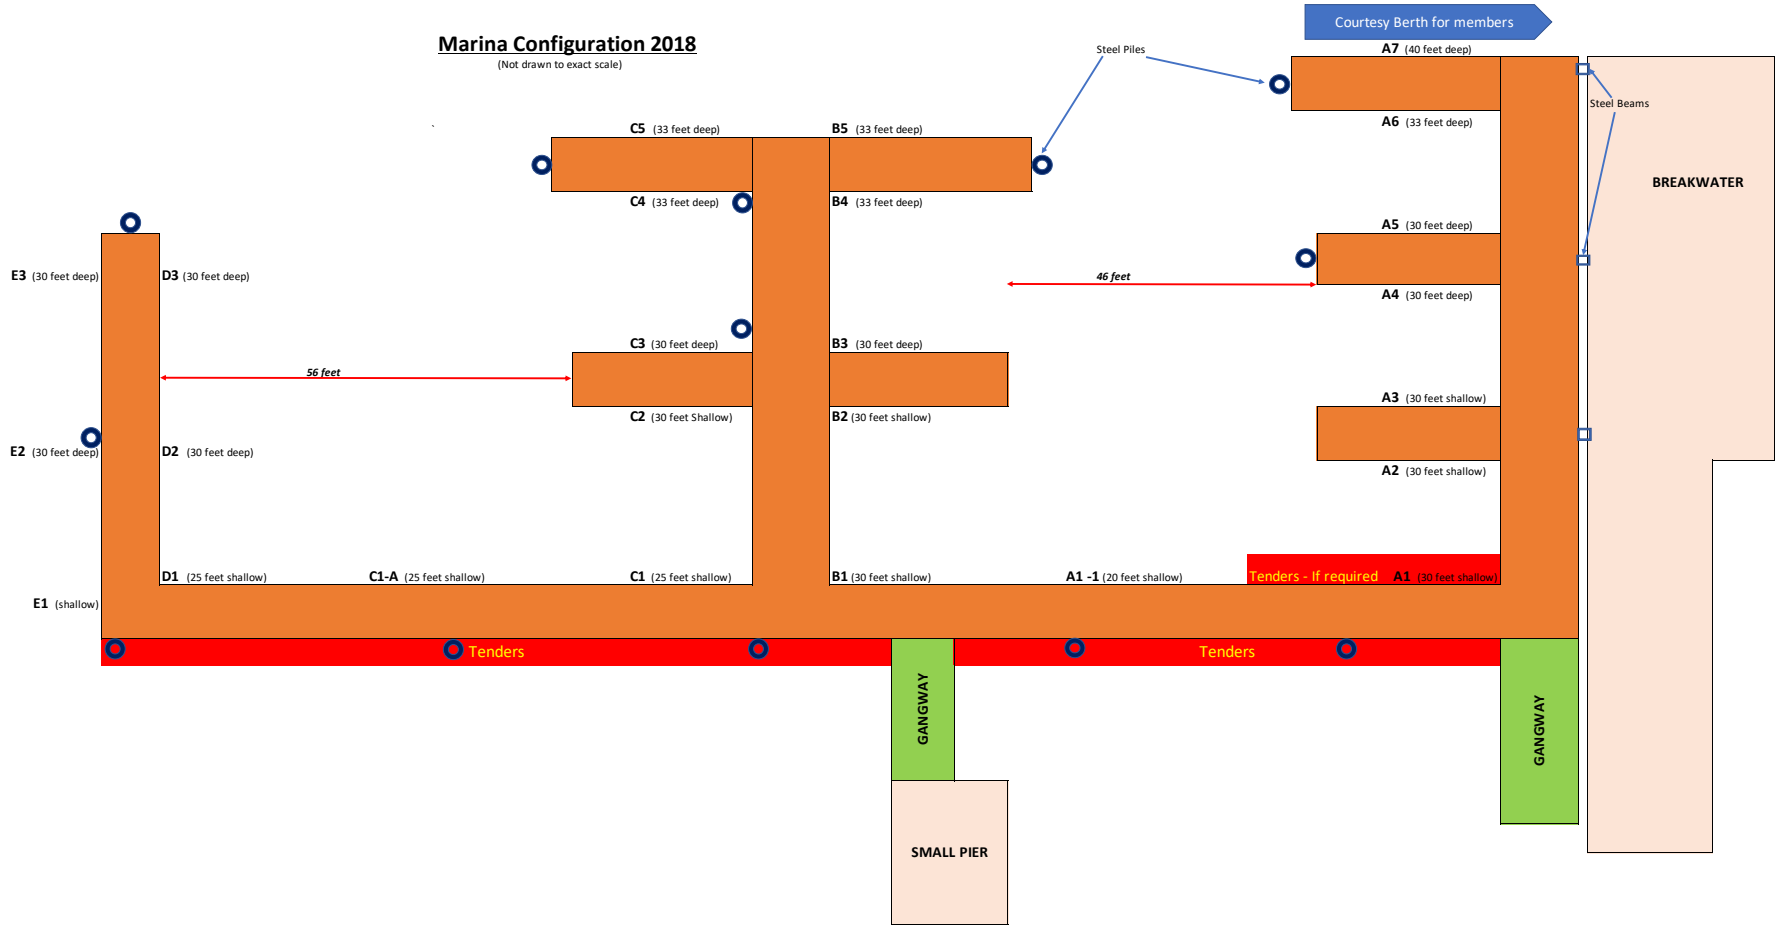 Courtesy Berth for members
Marina Configuration 2018
(Not drawn to exact scale)
Steel Piles
A7 (40 feet deep)
Steel Beams
A6 (33 feet deep)
C5 (33 feet deep)
B5 (33 feet deep)
`
BREAKWATER
C4 (33 feet deep)
B4 (33 feet deep)
A5 (30 feet deep)
E3 (30 feet deep)
D3 (30 feet deep)
46 feet
A4 (30 feet deep)
C3 (30 feet deep)
B3 (30 feet deep)
56 feet
A3 (30 feet shallow)
C2 (30 feet Shallow)
B2 (30 feet shallow)
E2 (30 feet deep)
D2 (30 feet deep)
A2 (30 feet shallow)
D1 (25 feet shallow)
C1-A (25 feet shallow)
C1 (25 feet shallow)
B1 (30 feet shallow)
A1 -1 (20 feet shallow)
Tenders - If required A1 (30 feet shallow)
E1 (shallow)
Tenders
Tenders
GANGWAY
GANGWAY
SMALL PIER